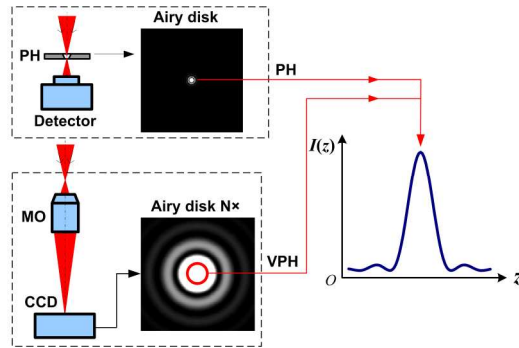 Airy disk
PH
Detector
PH
MO
CCD
Airy disk N×
VPH
I(z)
O
z